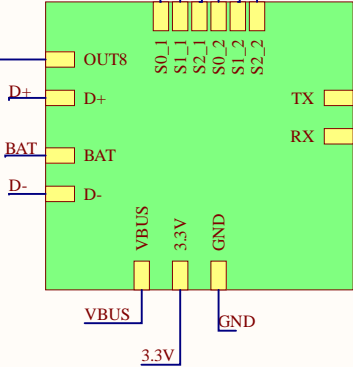 S0_1
S1_1
S2_1
S0_2
S1_2
S2_2
OUT8
D+ D+
TX
RX
BAT BAT
D- D-
VBUS
3.3V
GND
VBUS
GND
3.3V